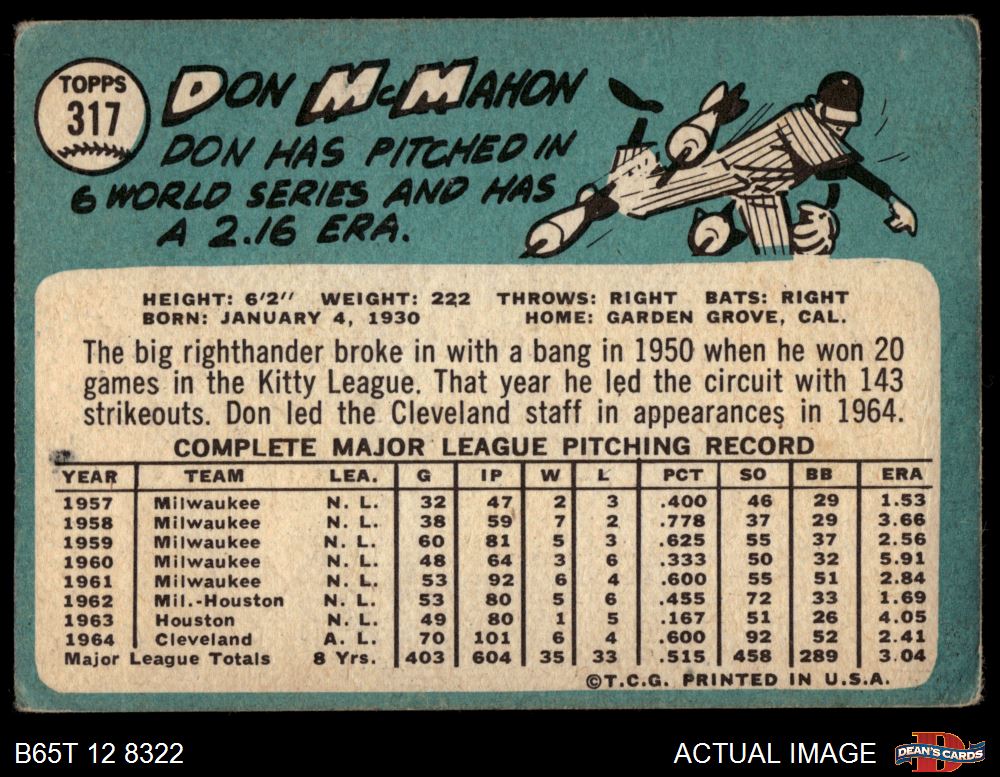 TOPPS
317
DON McMAHON
DON HAS PITCHED IN
6 WORLD SERIES AND HAS
A 2.16 ERA.
HEIGHT: 6'2" WEIGHT: 222 THROWS: RIGHT BATS: RIGHT
BORN: JANUARY 4, 1930 HOME: GARDEN GROVE, CAL.
The big righthander broke in with a bang in 1950 when he won 20
games in the Kitty League. That year he led the circuit with 143
strikeouts. Don led the Cleveland staff in appearances in 1964.
COMPLETE MAJOR LEAGUE PITCHING RECORD
YEAR TEAM LEA. G IP W L PCT SO BB ERA
1957 Milwaukee N. L. 32 47 2 3 .400 46 29 1.53
1958 Milwaukee N. L. 38 59 7 2 .778 37 29 3.66
1959 Milwaukee N. L. 60 81 5 3 .625 55 37 2.56
1960 Milwaukee N. L. 48 64 3 6 .333 50 32 5.91
1961 Milwaukee N. L. 53 92 6 4 .600 55 51 2.84
1962 Mil.-Houston N. L. 53 80 5 6 .455 72 33 1.69
1963 Houston N. L. 49 80 1 5 .167 51 26 4.05
1964 Cleveland A. L. 70 101 6 4 .600 92 52 2.41
Major League Totals 8 Yrs. 403 604 35 33 .515 458 289 3.04
©T.C.G. PRINTED IN U.S.A.
B65T 12 8322
ACTUAL IMAGE
D
DEAN'S CARDS